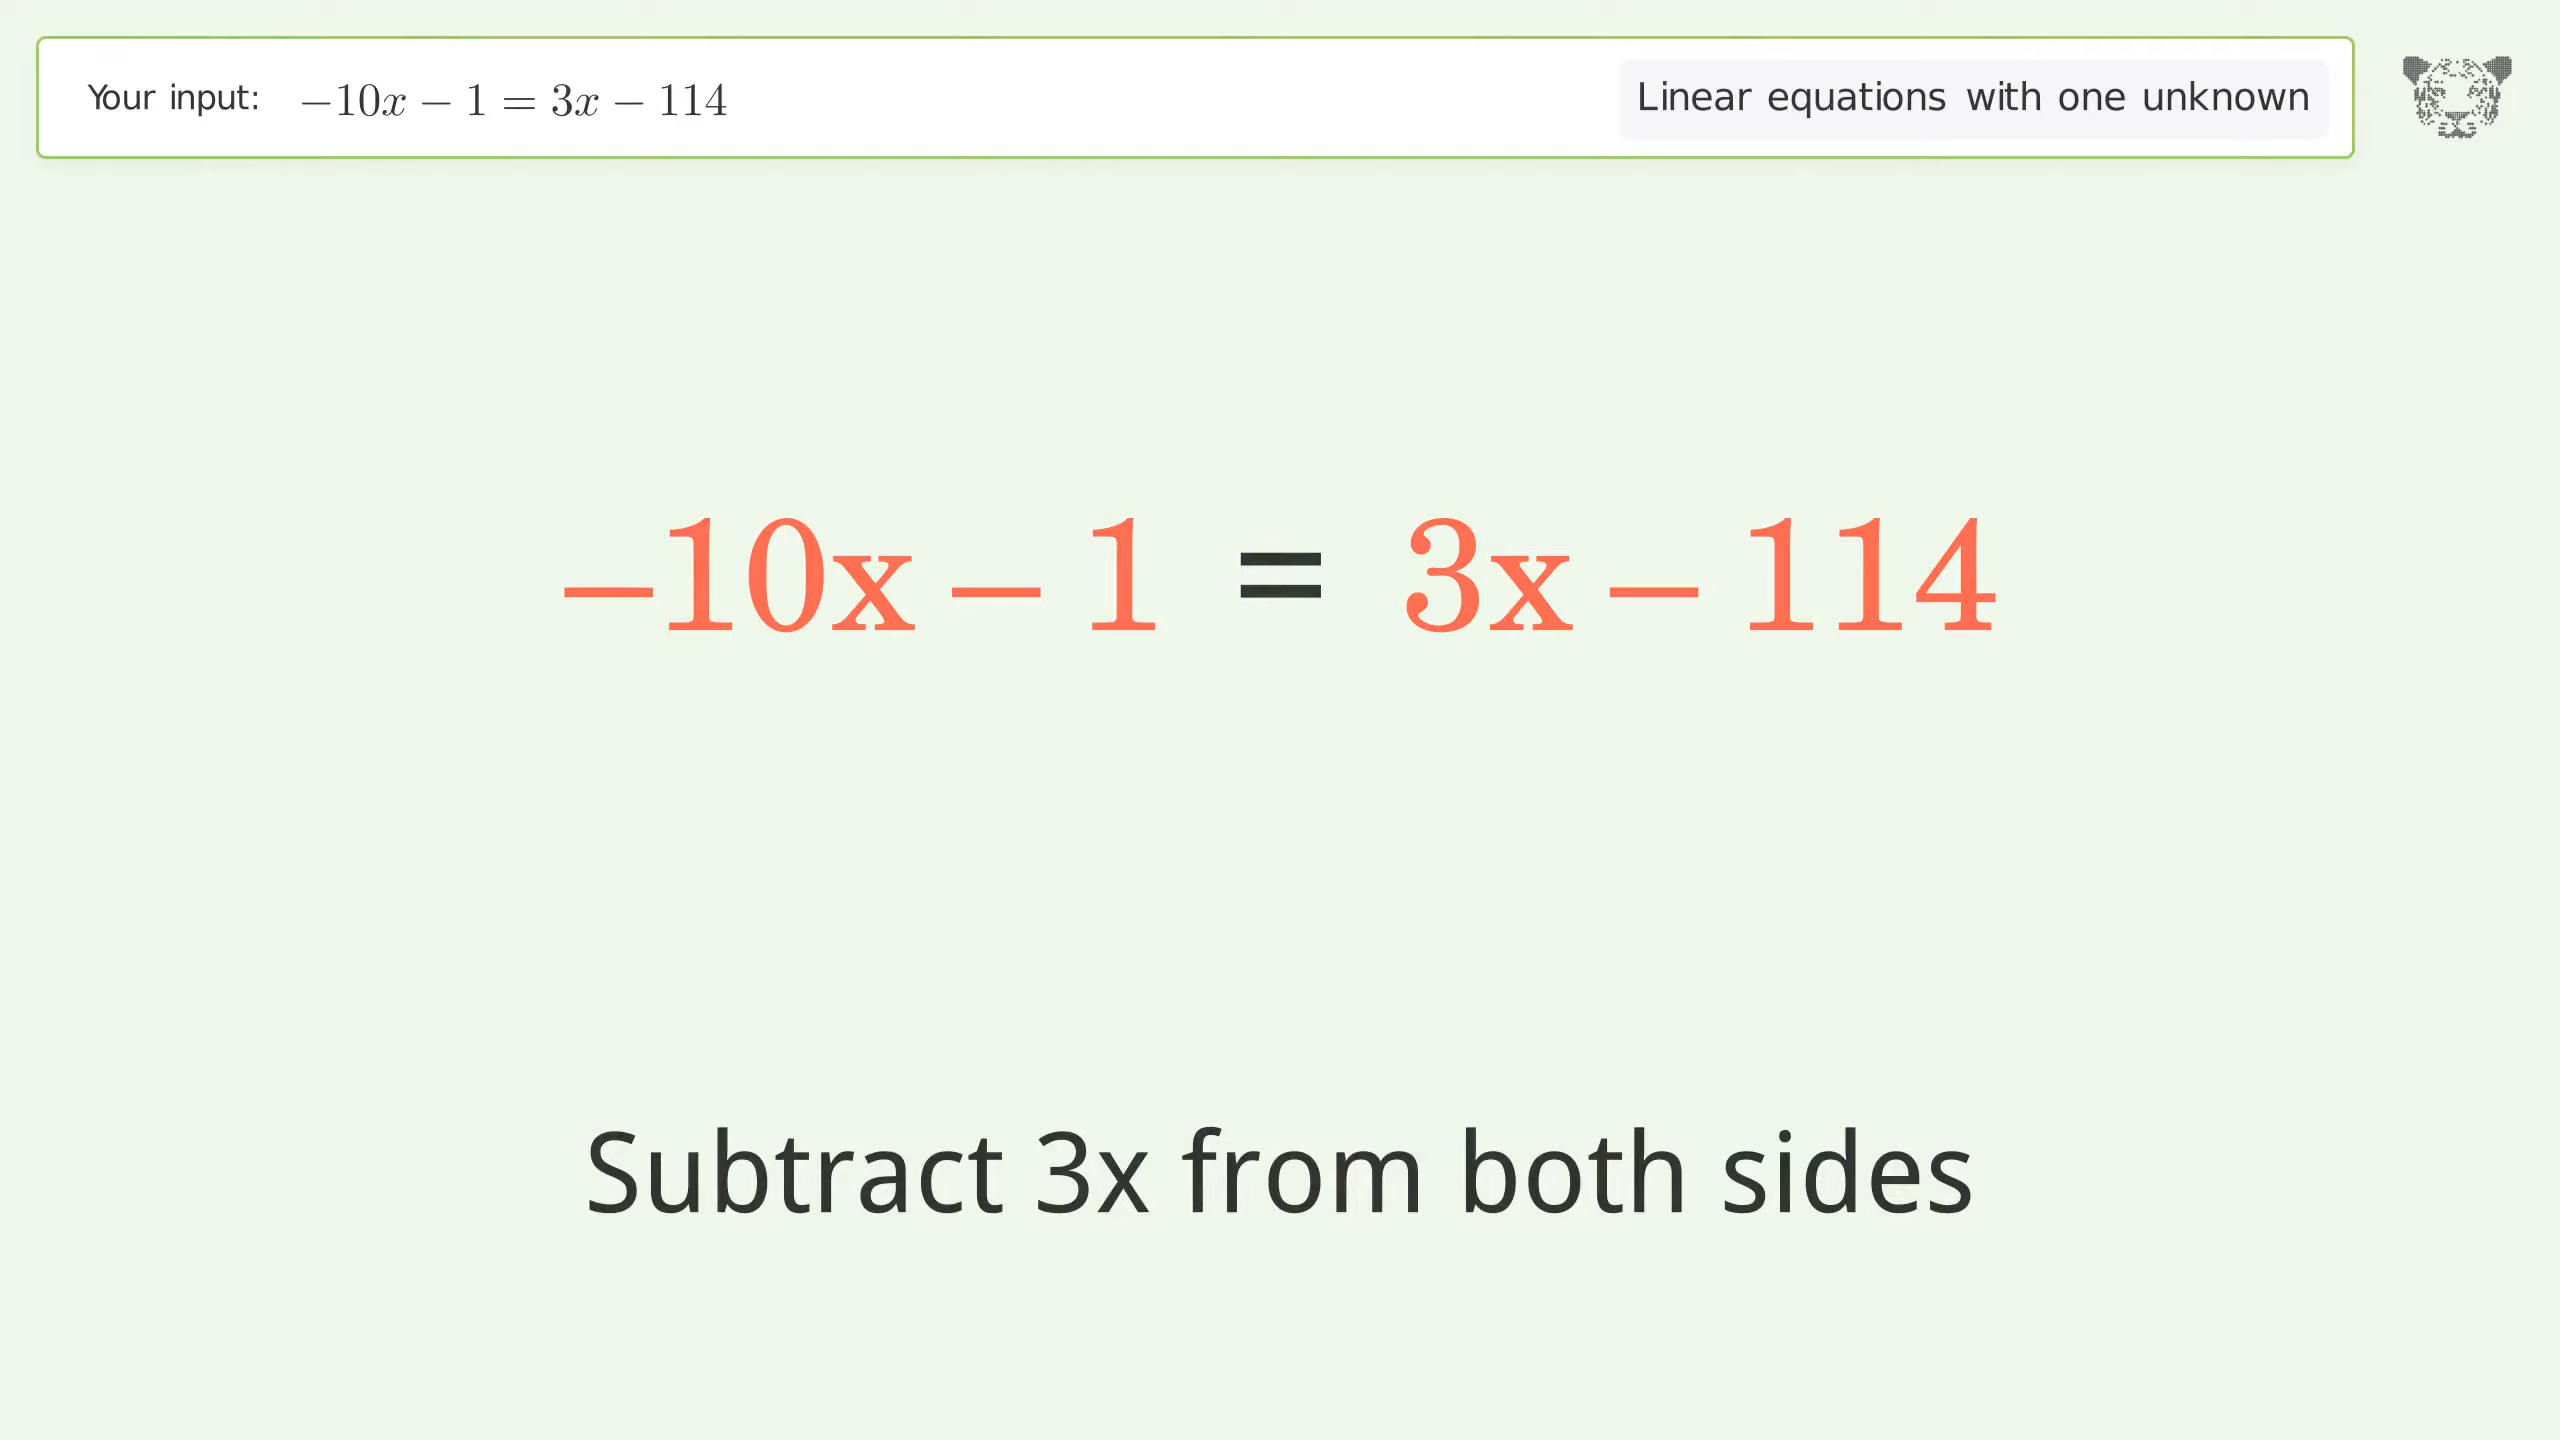 Your input: −10x − 1 = 3x − 114
Linear equations with one unknown
−10x − 1 = 3x − 114
Subtract 3x from both sides